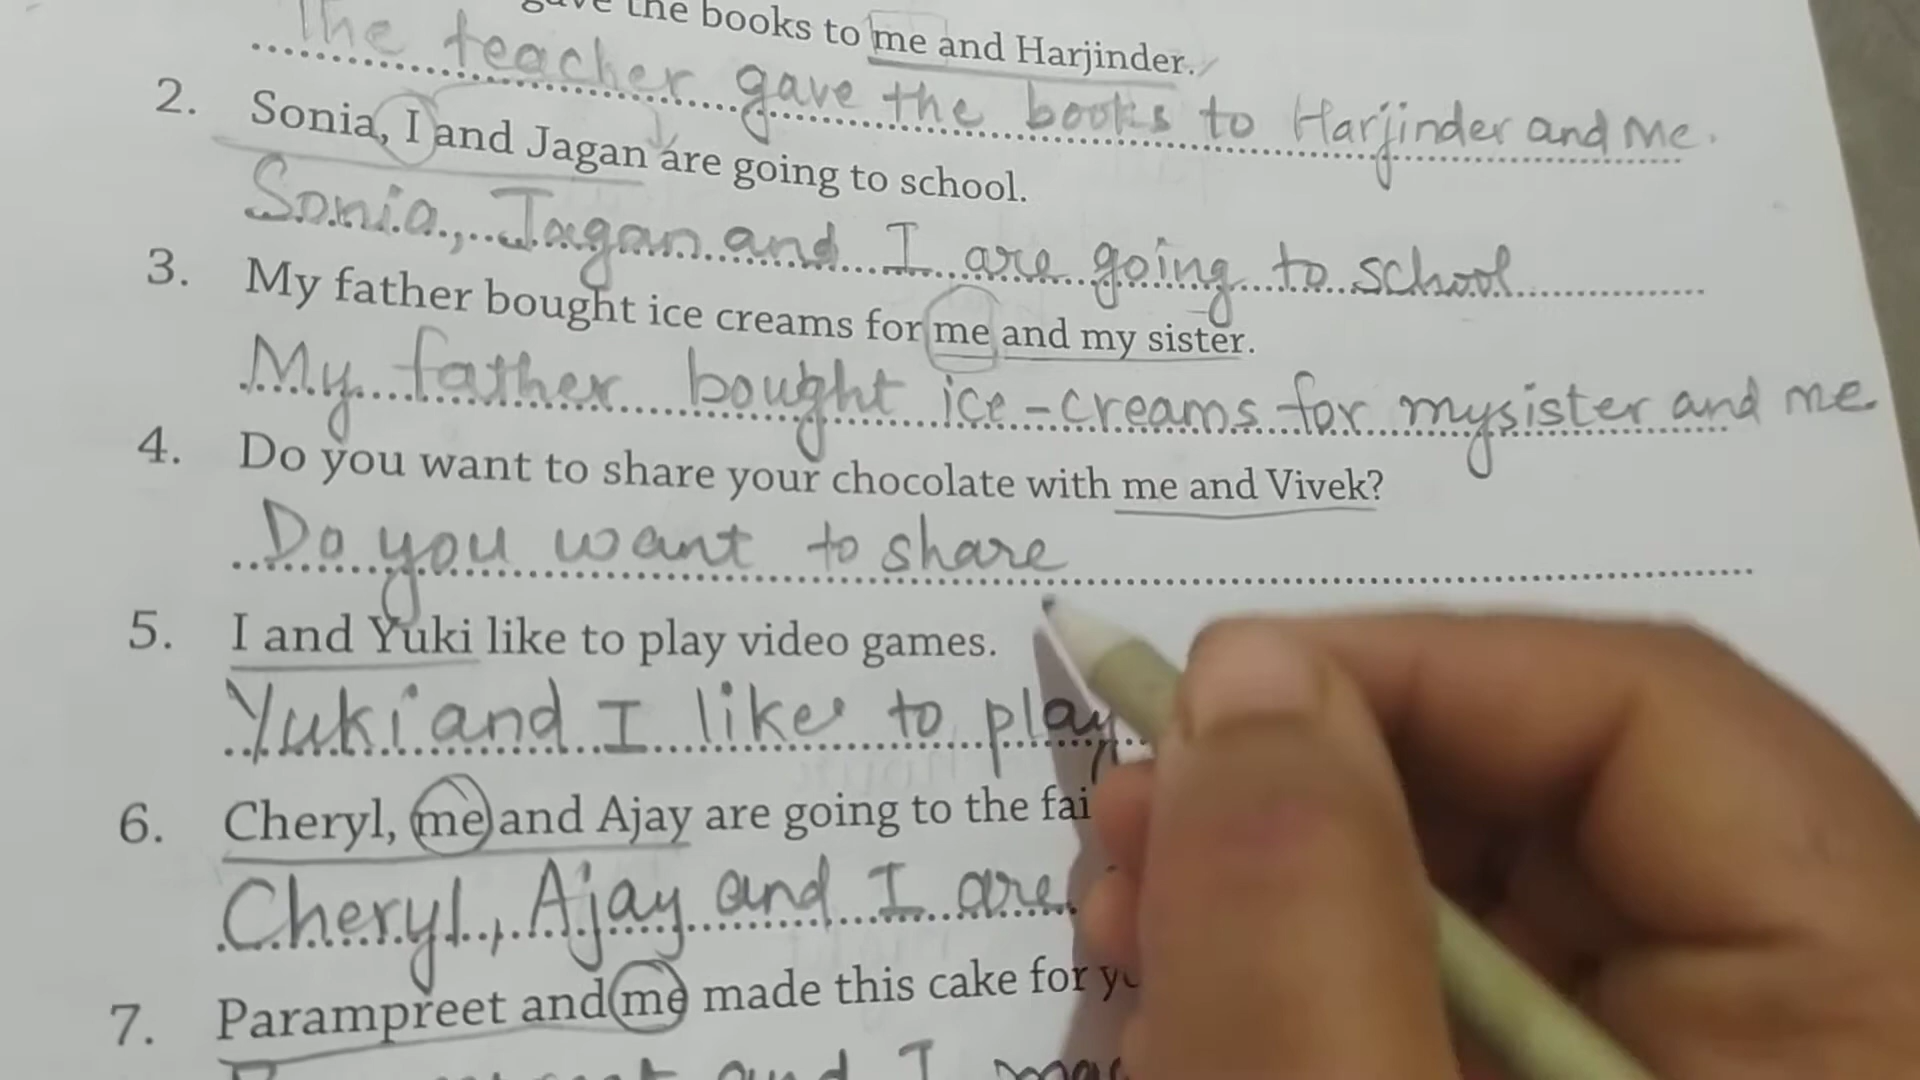 the books to me and Harjinder.
The teacher gave the books to Harjinder and me.
2. Sonia, I and Jagan are going to school.
Sonia, Jagan and I are going to school
3. My father bought ice creams for me and my sister.
My father bought ice-creams for my sister and me
4. Do you want to share your chocolate with me and Vivek?
Do you want to share
5. I and Yuki like to play video games.
Yuki and I like to play
6. Cheryl, me and Ajay are going to the fai
Cheryl, Ajay and I are
7. Parampreet and me made this cake for
and I